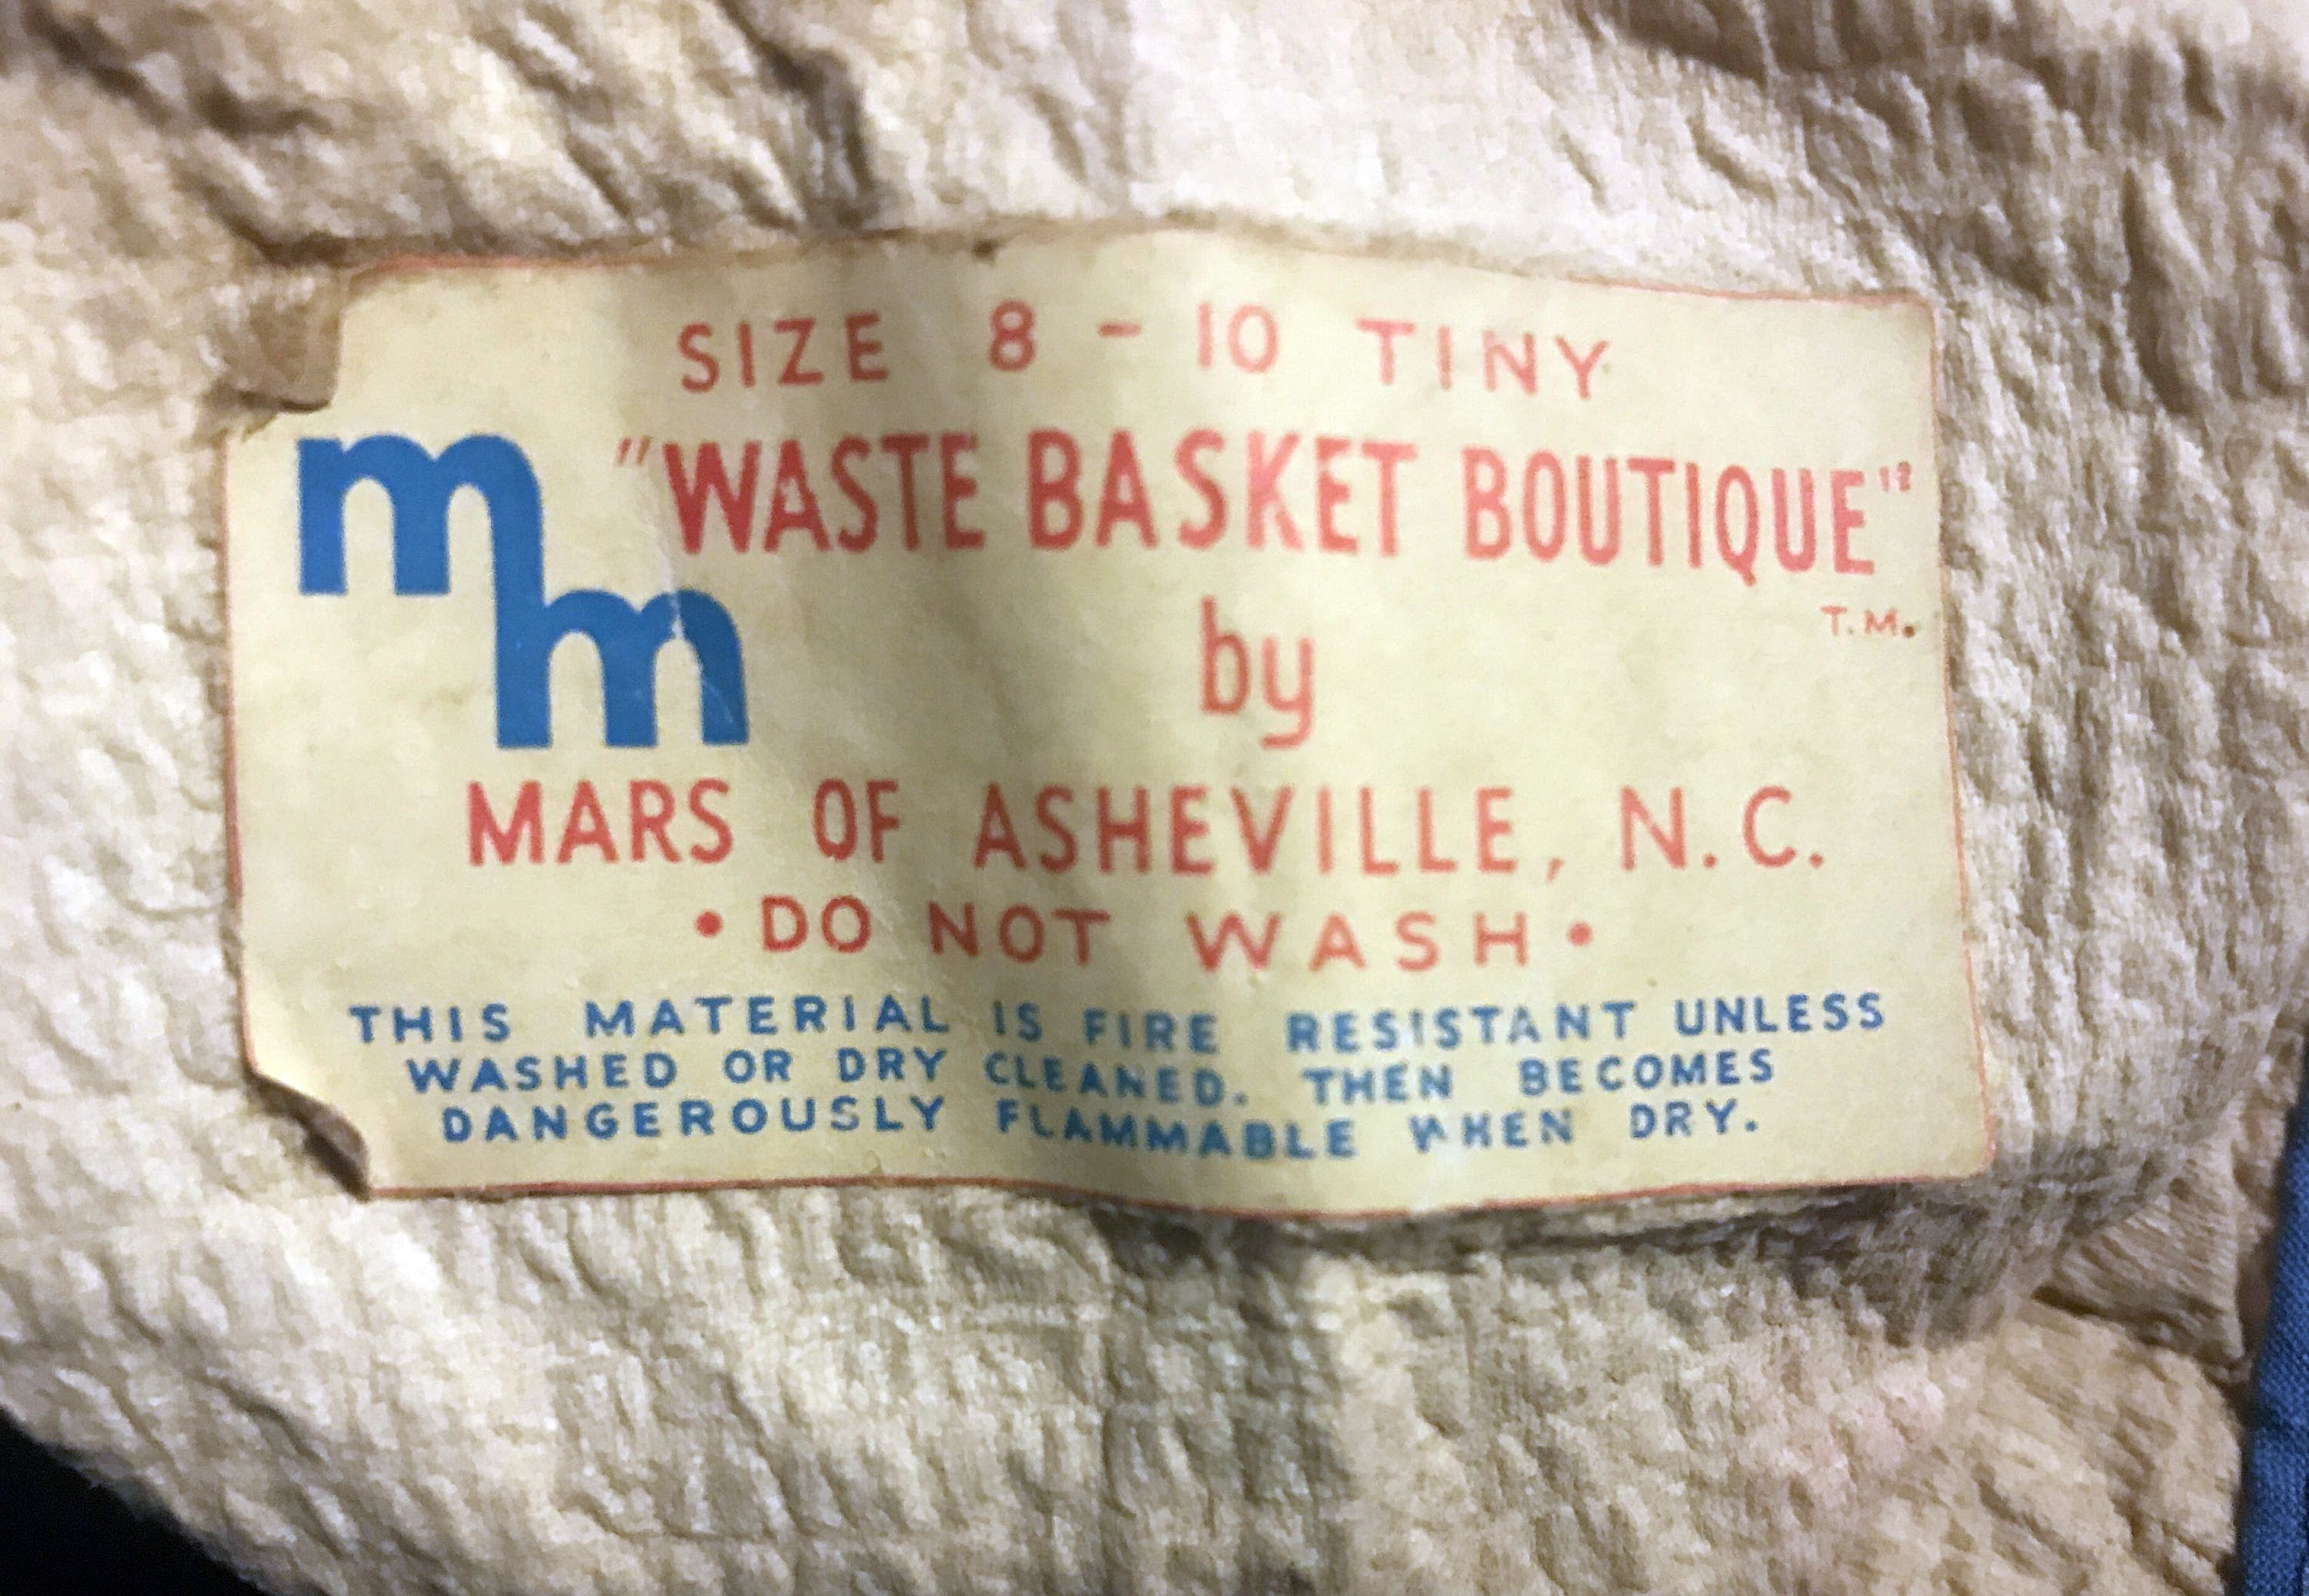 SIZE 8 - 10 TINY
mm
"WASTE BASKET BOUTIQUE"
T.M.
by
MARS OF ASHEVILLE, N.C.
• DO NOT WASH •
THIS MATERIAL IS FIRE RESISTANT UNLESS
WASHED OR DRY CLEANED. THEN BECOMES
DANGEROUSLY FLAMMABLE WHEN DRY.